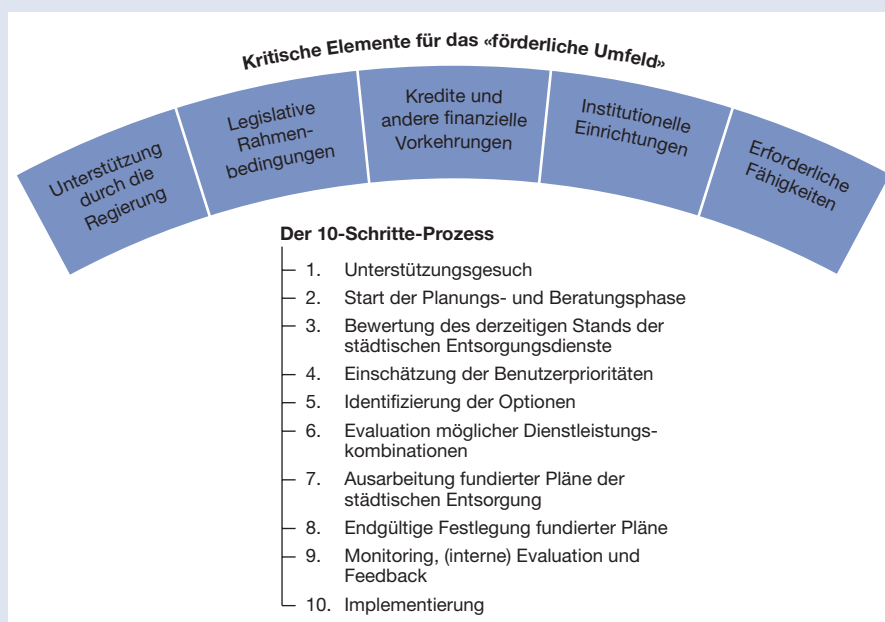 Kritische Elemente für das «förderliche Umfeld»
Unterstützung
durch die
Regierung
Legislative
Rahmen-
bedingungen
Kredite und
andere finanzielle
Vorkehrungen
Institutionelle
Einrichtungen
Erforderliche
Fähigkeiten
Der 10-Schritte-Prozess
1. Unterstützungsgesuch
2. Start der Planungs- und Beratungsphase
3. Bewertung des derzeitigen Stands der
städtischen Entsorgungsdienste
4. Einschätzung der Benutzerprioritäten
5. Identifizierung der Optionen
6. Evaluation möglicher Dienstleistungs-
kombinationen
7. Ausarbeitung fundierter Pläne der
städtischen Entsorgung
8. Endgültige Festlegung fundierter Pläne
9. Monitoring, (interne) Evaluation und
Feedback
10. Implementierung